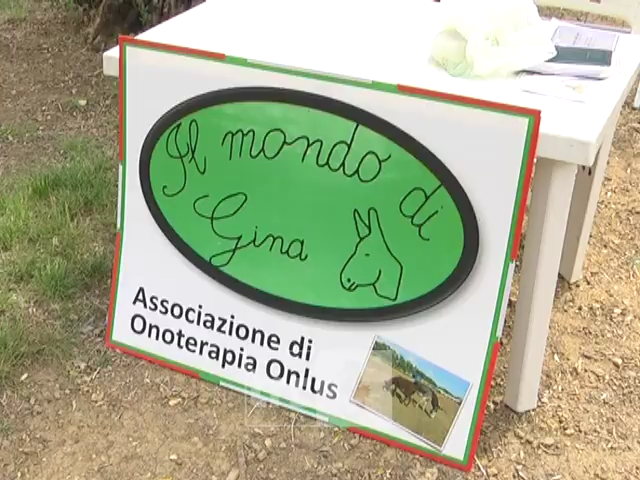 Il mondo di
Gina
Associazione di
Onoterapia Onlus